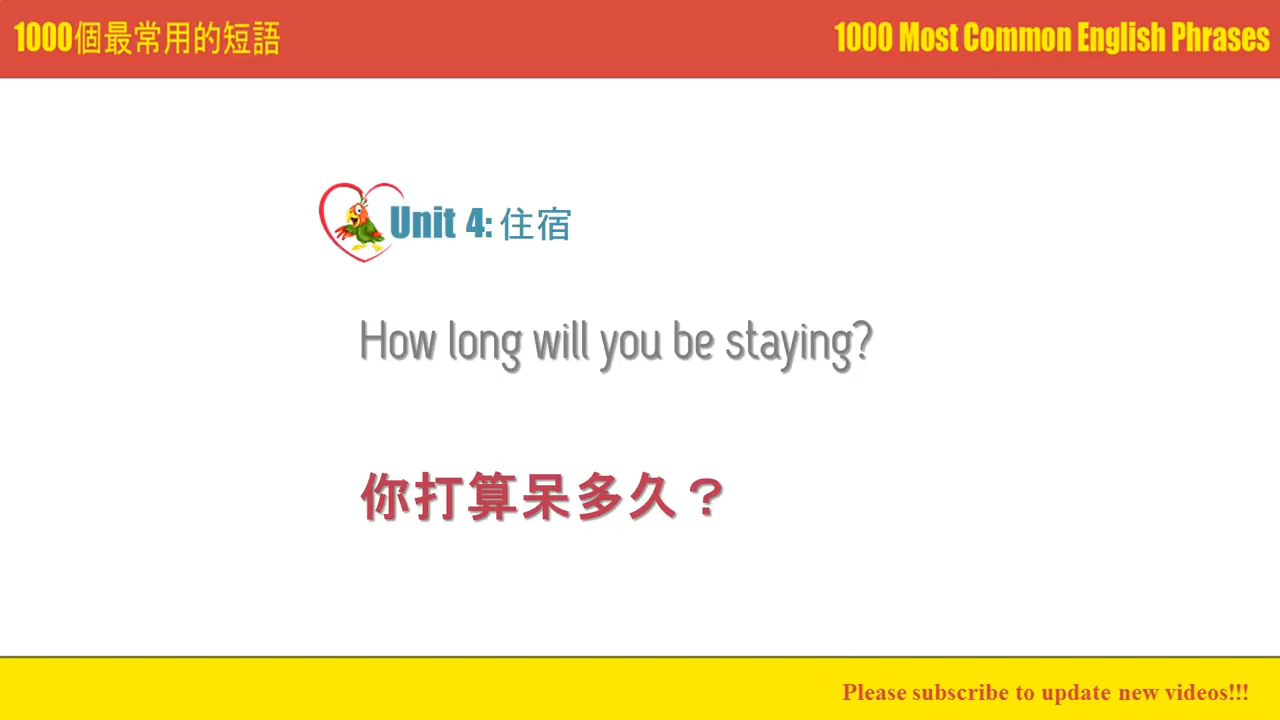 1000個最常用的短語
1000 Most Common English Phrases
Unit 4: 住宿
How long will you be staying?
你打算呆多久？
Please subscribe to update new videos!!!